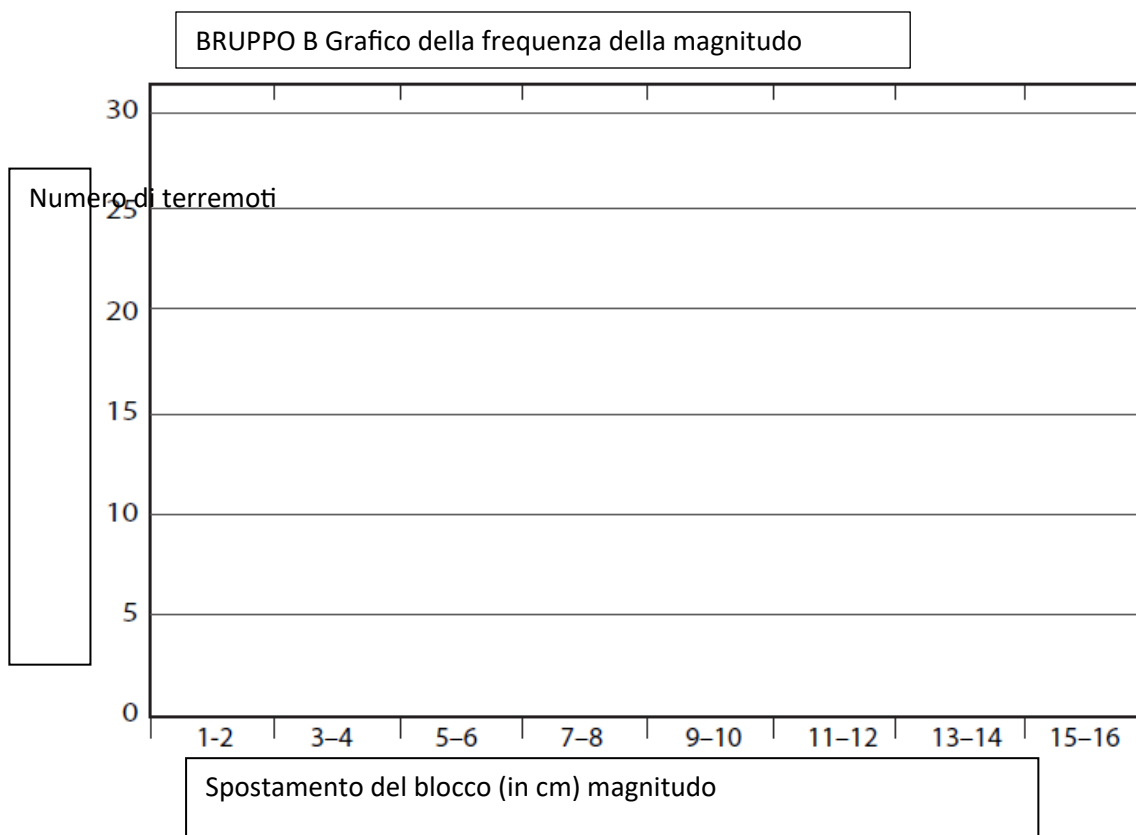 BRUPPO B Grafico della frequenza della magnitudo
30
Numero di terremoti
25
20
15
10
5
0
1-2 3–4 5–6 7–8 9–10 11–12 13–14 15–16
Spostamento del blocco (in cm) magnitudo